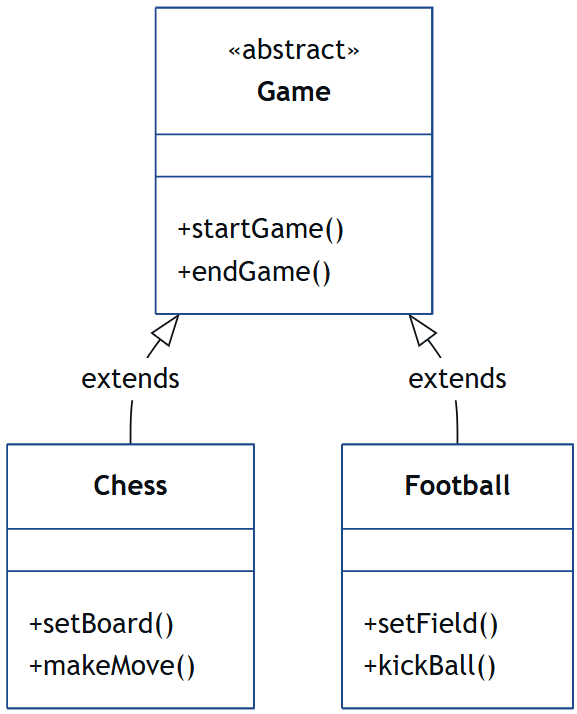 «abstract»
Game
+startGame()
+endGame()
extends
extends
Chess
+setBoard()
+makeMove()
Football
+setField()
+kickBall()